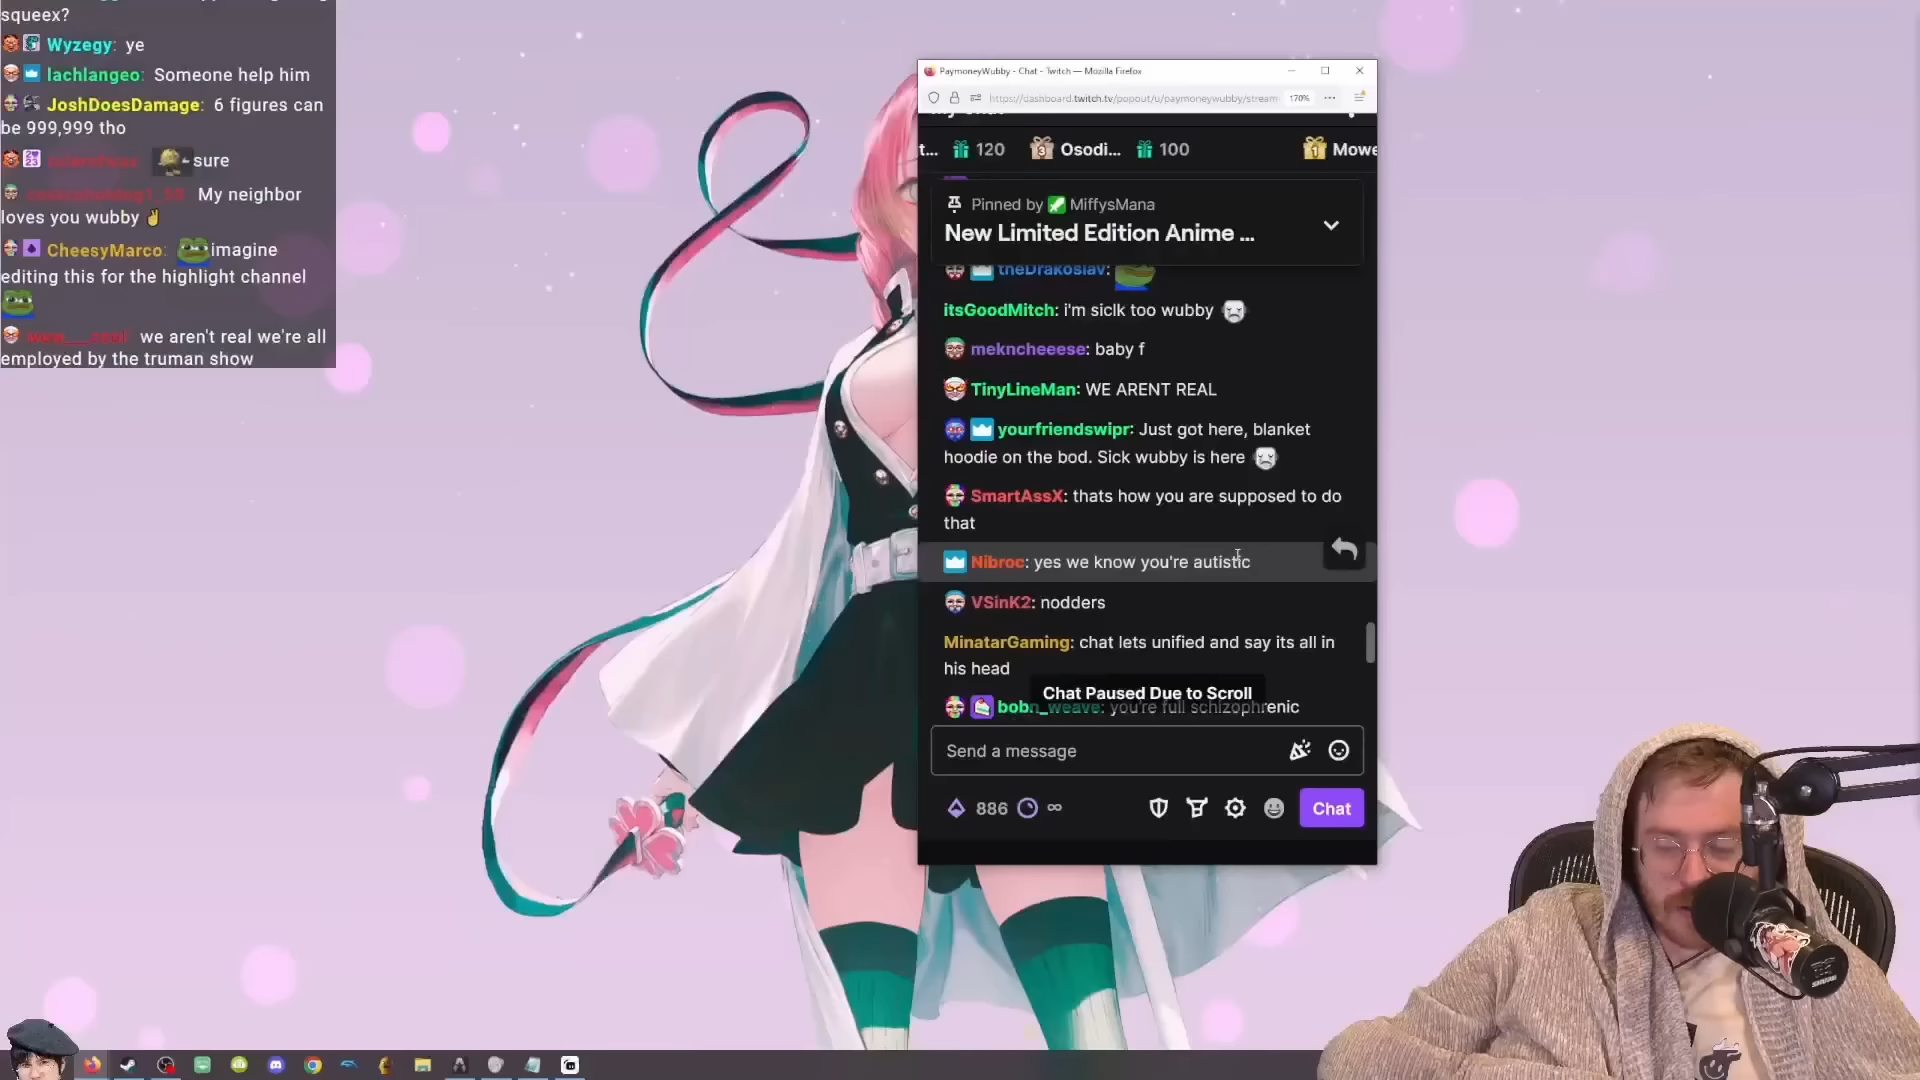 squeex?
Wyzegy: ye
lachlangeo: Someone help him
JoshDoesDamage: 6 figures can
be 999,999 tho
sure
My neighbor
loves you wubby
CheesyMarco: imagine
editing this for the highlight channel
we aren't real we're all
employed by the truman show
PaymoneyWubby - Chat - Twitch — Mozilla Firefox
https://dashboard.twitch.tv/popout/u/paymoneywubby/stream 170%
t... 120 3 Osodi... 100 1 Mowe
Pinned by MiffysMana
New Limited Edition Anime ...
theDrakoslav:
itsGoodMitch: i'm siclk too wubby
mekncheeese: baby f
TinyLineMan: WE ARENT REAL
yourfriendswipr: Just got here, blanket
hoodie on the bod. Sick wubby is here
SmartAssX: thats how you are supposed to do
that
Nibroc: yes we know you're autistic
VSinK2: nodders
MinatarGaming: chat lets unified and say its all in
his head
Chat Paused Due to Scroll
bobn_weave: you're full schizophrenic
Send a message
886 ∞ Chat